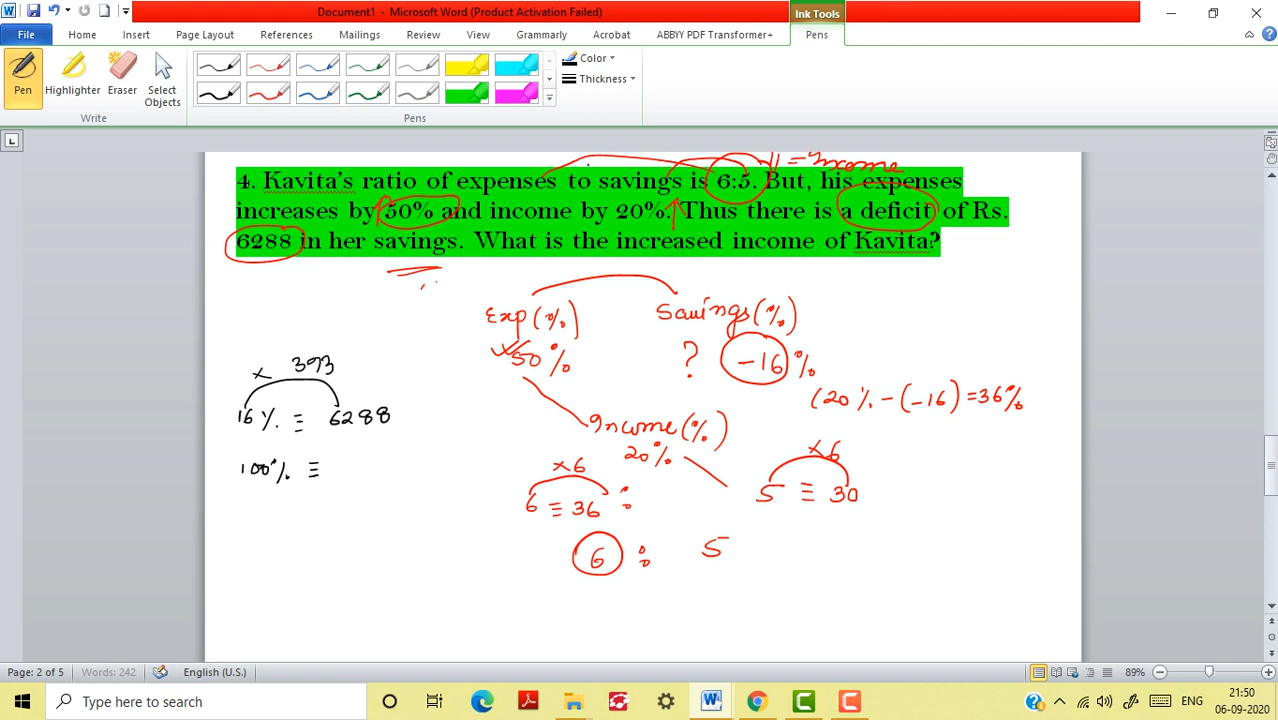 Document1 - Microsoft Word (Product Activation Failed)
Ink Tools
File Home Insert Page Layout References Mailings Review View Grammarly Acrobat ABBYY PDF Transformer+ Pens
Pen Highlighter Eraser Select Objects
Color
Thickness
Write Pens
11 = Income
4. Kavita's ratio of expenses to savings is 6:5. But, his expenses
increases by 50% and income by 20%. Thus there is a deficit of Rs.
6288 in her savings. What is the increased income of Kavita?
Exp (%) Savings (%)
50% ? -16%
(20% - (-16) = 36%
x 393
16% ≡ 6288
Income (%)
20%
100% ≡
x6 x6
6 ≡ 36 : 5 ≡ 30
6 : 5
Page: 2 of 5 Words: 242 English (U.S.) 89%
Type here to search
ENG
21:50
06-09-2020